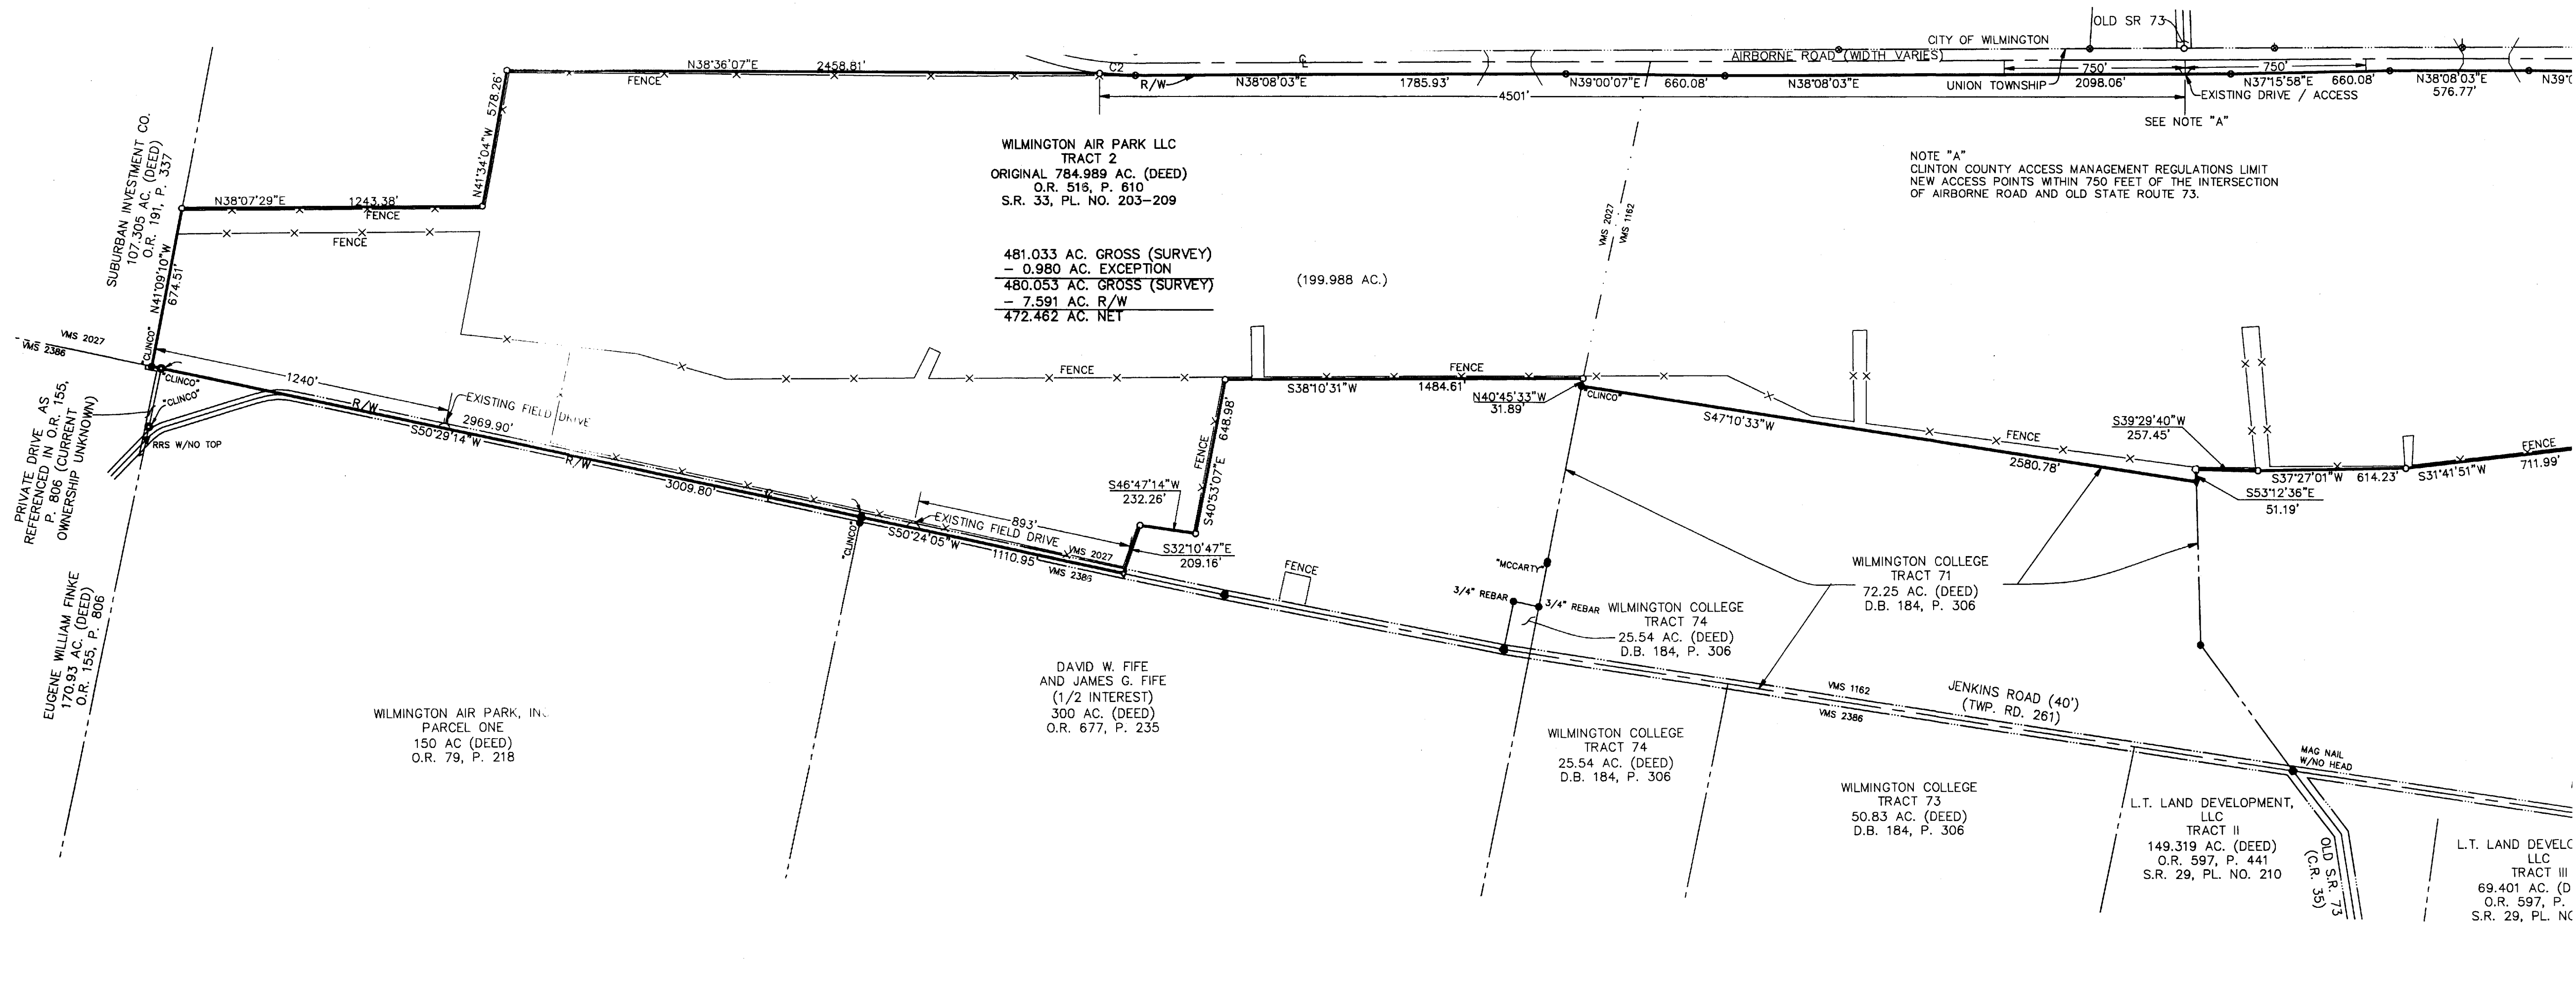 OLD SR 73
CITY OF WILMINGTON
AIRBORNE ROAD (WIDTH VARIES)
N38°36'07"E 2458.81'
FENCE
C2
R/W
N38°08'03"E 1785.93'
N39°00'07"E 660.08'
N38°08'03"E
UNION TOWNSHIP
2098.06'
750'
750'
N37°15'58"E 660.08'
N38°08'03"E
576.77'
4501'
EXISTING DRIVE / ACCESS
SEE NOTE "A"
NOTE "A"
CLINTON COUNTY ACCESS MANAGEMENT REGULATIONS LIMIT
NEW ACCESS POINTS WITHIN 750 FEET OF THE INTERSECTION
OF AIRBORNE ROAD AND OLD STATE ROUTE 73.
N41°34'04"W 578.26'
SUBURBAN INVESTMENT CO.
107.305 AC. (DEED)
O.R. 191, P. 337
N38°07'29"E 1243.38'
FENCE
FENCE
N41°09'10"W
674.51'
WILMINGTON AIR PARK LLC
TRACT 2
ORIGINAL 784.989 AC. (DEED)
O.R. 516, P. 610
S.R. 33, PL. NO. 203-209
481.033 AC. GROSS (SURVEY)
- 0.980 AC. EXCEPTION
480.053 AC. GROSS (SURVEY)
- 7.591 AC. R/W
472.462 AC. NET
(199.988 AC.)
VMS 2027
VMS 1162
VMS 2027
VMS 2386
"CLINCO"
"CLINCO"
"CLINCO"
1240'
R/W
EXISTING FIELD DRIVE
2969.90'
S50°29'14"W
R/W
3009.80'
RRS W/NO TOP
PRIVATE DRIVE AS
REFERENCED IN O.R. 155,
P. 806 (CURRENT
OWNERSHIP UNKNOWN)
EUGENE WILLIAM FINKE
170.93 AC. (DEED)
O.R. 155, P. 806
FENCE
FENCE
S38°10'31"W 1484.61'
N40°45'33"W
31.89'
"CLINCO"
FENCE
S40°53'07"E 648.98'
S46°47'14"W
232.26'
893'
EXISTING FIELD DRIVE
"CLINCO"
S50°24'05"W
1110.95'
VMS 2027
VMS 2386
S32°10'47"E
209.16'
FENCE
S47°10'33"W
2580.78'
FENCE
S39°29'40"W
257.45'
S37°27'01"W 614.23'
S31°41'51"W
711.99'
FENCE
S53°12'36"E
51.19'
"MCCARTY"
3/4" REBAR
3/4" REBAR
WILMINGTON COLLEGE
TRACT 74
25.54 AC. (DEED)
D.B. 184, P. 306
WILMINGTON COLLEGE
TRACT 71
72.25 AC. (DEED)
D.B. 184, P. 306
WILMINGTON AIR PARK,
PARCEL ONE
150 AC (DEED)
O.R. 79, P. 218
DAVID W. FIFE
AND JAMES G. FIFE
(1/2 INTEREST)
300 AC. (DEED)
O.R. 677, P. 235
VMS 1162
VMS 2386
JENKINS ROAD (40')
(TWP. RD. 261)
WILMINGTON COLLEGE
TRACT 74
25.54 AC. (DEED)
D.B. 184, P. 306
WILMINGTON COLLEGE
TRACT 73
50.83 AC. (DEED)
D.B. 184, P. 306
MAG NAIL
W/NO HEAD
L.T. LAND DEVELOPMENT,
LLC
TRACT II
149.319 AC. (DEED)
O.R. 597, P. 441
S.R. 29, PL. NO. 210
OLD S.R. 73
(C.R. 35)
L.T. LAND
LLC
TRACT III
69.401 AC.
O.R. 597, P.
S.R. 29, PL.